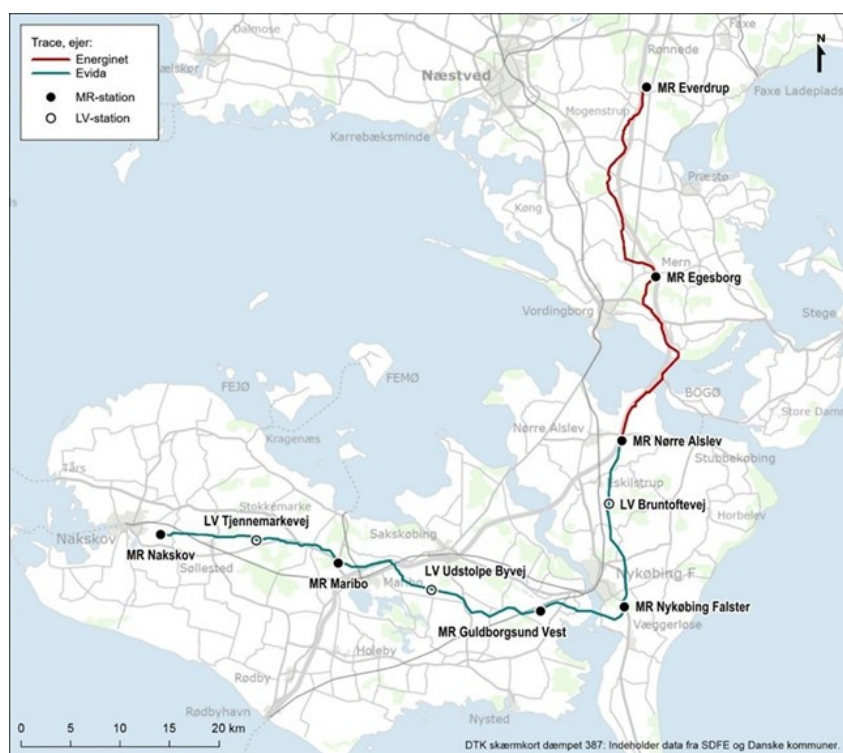 Trace, ejer:
Energinet
Evida
MR-station
LV-station
Dalmose
Næstved
Rønnede
Faxe
N
MR Everdrup
Faxe Ladeplads
Mogenstrup
Karrebæksminde
Præstø
Køng
Mern
MR Egesborg
Vordingborg
Stege
FEJØ
FEMØ
BOGØ
Store Damm
Kragenæs
Nørre Alslev
MR Nørre Alslev
Stubbekøbing
Tårs
Eskilstrup
Stokkemarke
LV Bruntoftevej
Horbelev
LV Tjennemarkevej
Sakskøbing
Nakskov
MR Nakskov
Søllested
LV Udstolpe Byvej
Nykøbing F
MR Maribo
Maribo
MR Nykøbing Falster
MR Guldborgsund Vest
Væggerløse
Holeby
Rødby
Rødbyhavn
Nysted
0 5 10 15 20 km
DTK skærmkort dæmpet 387: Indeholder data fra SDFE og Danske kommuner.